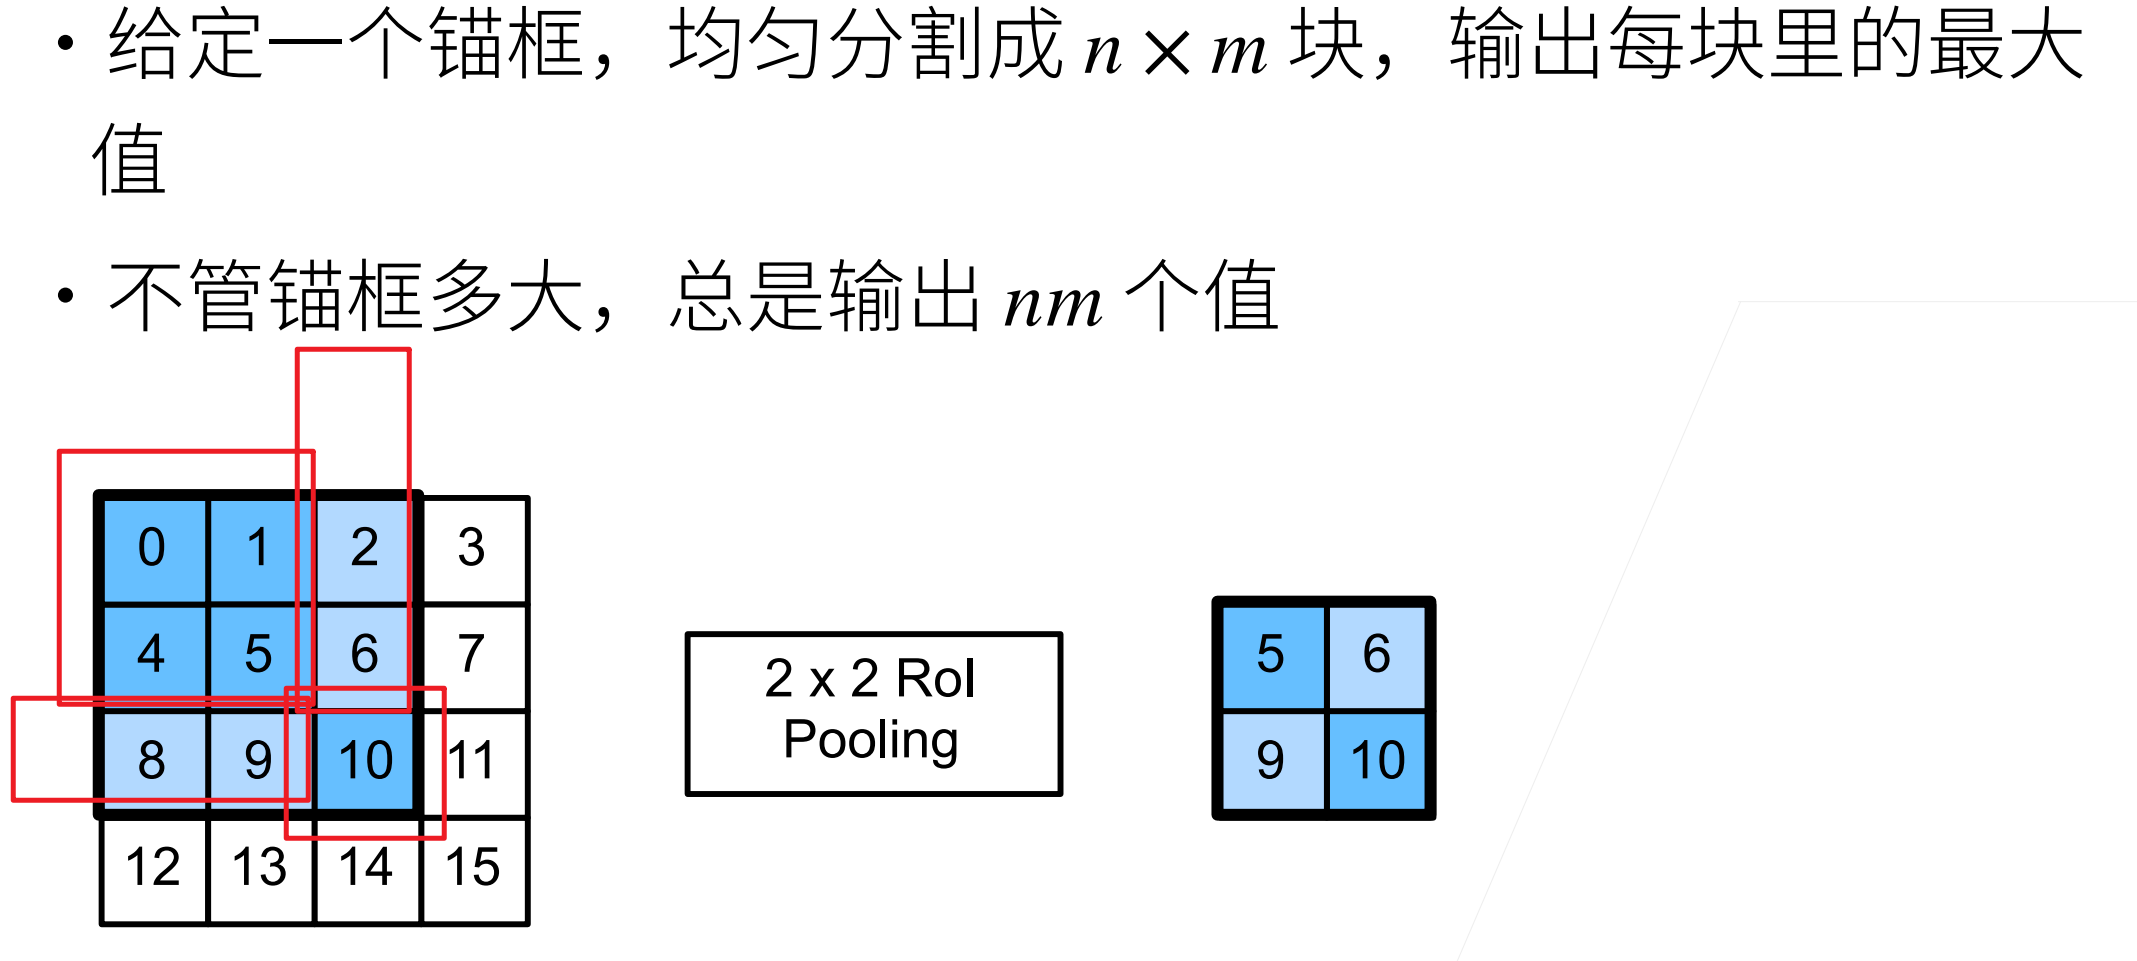 • 给定一个锚框，均匀分割成 n × m 块，输出每块里的最大
值
• 不管锚框多大，总是输出 nm 个值
0 1 2 3
4 5 6 7
8 9 10 11
12 13 14 15
2 x 2 RoI
Pooling
5 6
9 10